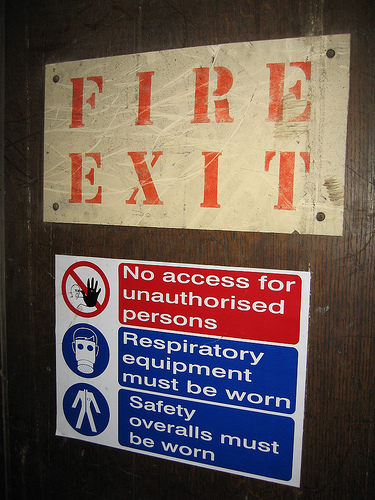 FIRE
EXIT
No access for
unauthorised
persons
Respiratory
equipment
must be worn
Safety
overalls must
be worn